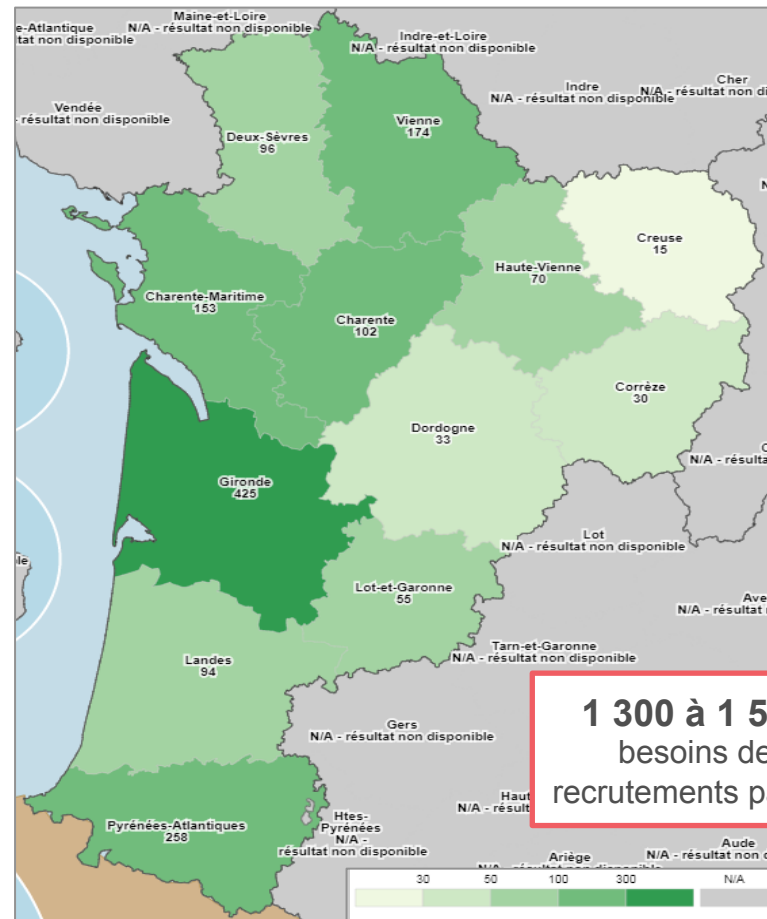 Maine-et-Loire
N/A - résultat non disponible
e-Atlantique
tat non disponible
Indre-et-Loire
N/A - résultat non disponible
Indre
N/A - résultat non disponible
Cher
N/A - résultat non di
Vendée
- résultat non disponible
Vienne
174
Deux-Sèvres
96
N
Creuse
15
Haute-Vienne
70
Charente-Maritime
153
Charente
102
Corrèze
30
Dordogne
33
N/A - résulta
Gironde
425
Lot
N/A - résultat non disponible
le
Lot-et-Garonne
55
Ave
N/A - résultat
Tarn-et-Garonne
N/A - résultat non disponible
Landes
94
Gers
N/A - résultat non disponible
1 300 à 1 5
besoins de
recrutements pa
Haut
N/A - résult
Pyrénées-Atlantiques
258
Htes-
Pyrénées
N/A -
résultat non disponible
Ariège
Aude
N/A - résultat non d
30 50 100 300 N/A